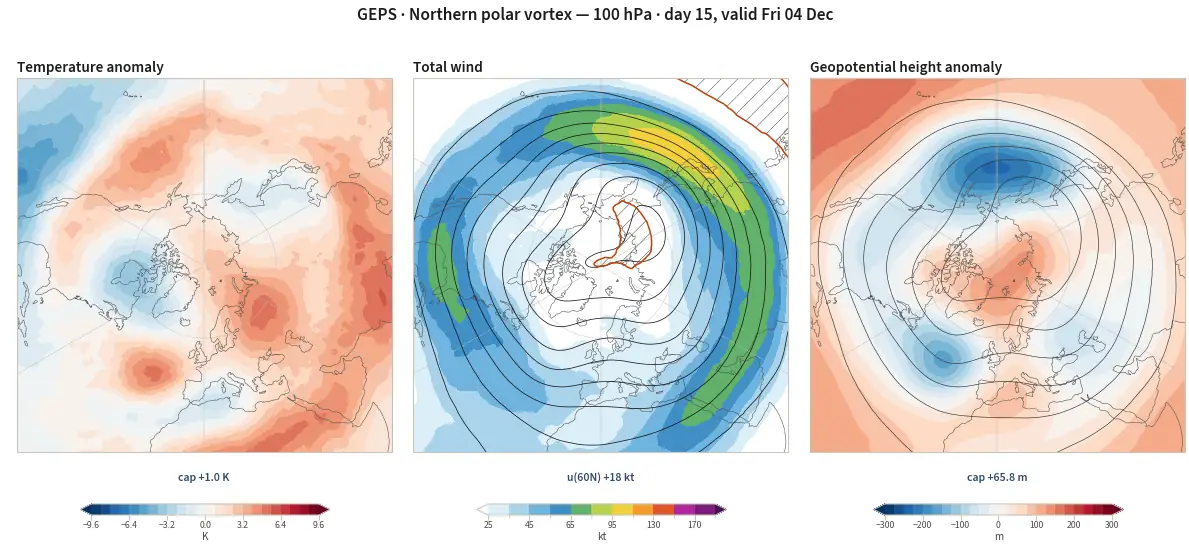 GEPS · Northern polar vortex — 100 hPa · day 15, valid Fri 04 Dec
Temperature anomaly
Total wind
Geopotential height anomaly
cap +1.0 K
u(60N) +18 kt
cap +65.8 m
−9.6 −6.4 −3.2 0.0 3.2 6.4 9.6
K
25 45 65 95 130 170
kt
−300 −200 −100 0 100 200 300
m